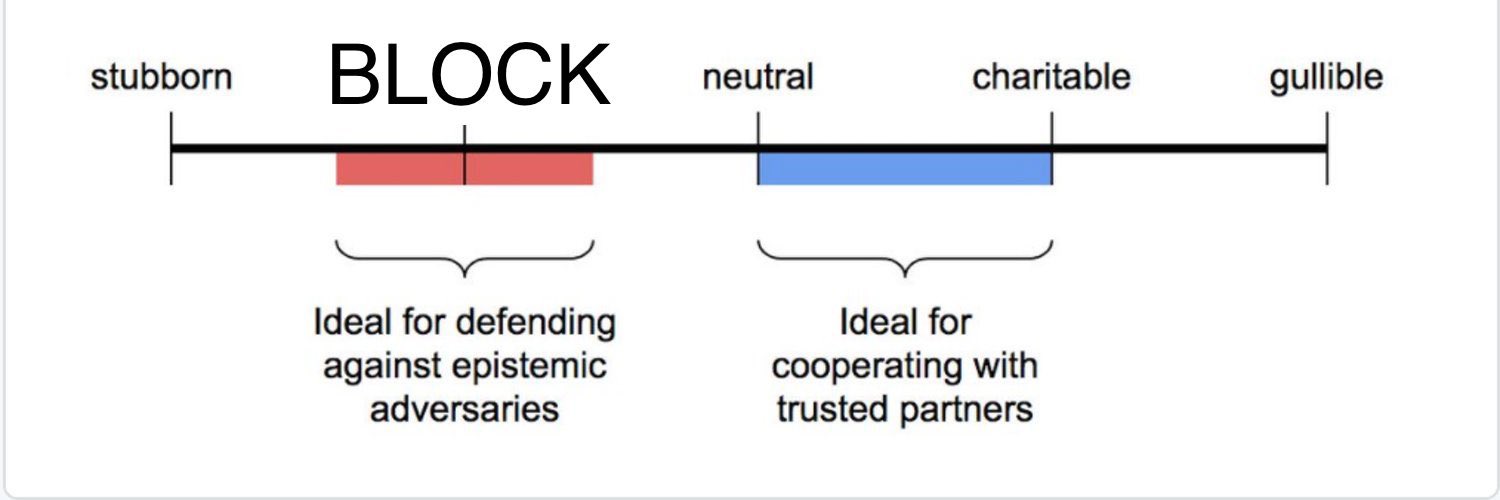 stubborn
BLOCK
neutral
charitable
gullible
Ideal for defending
against epistemic
adversaries
Ideal for
cooperating with
trusted partners